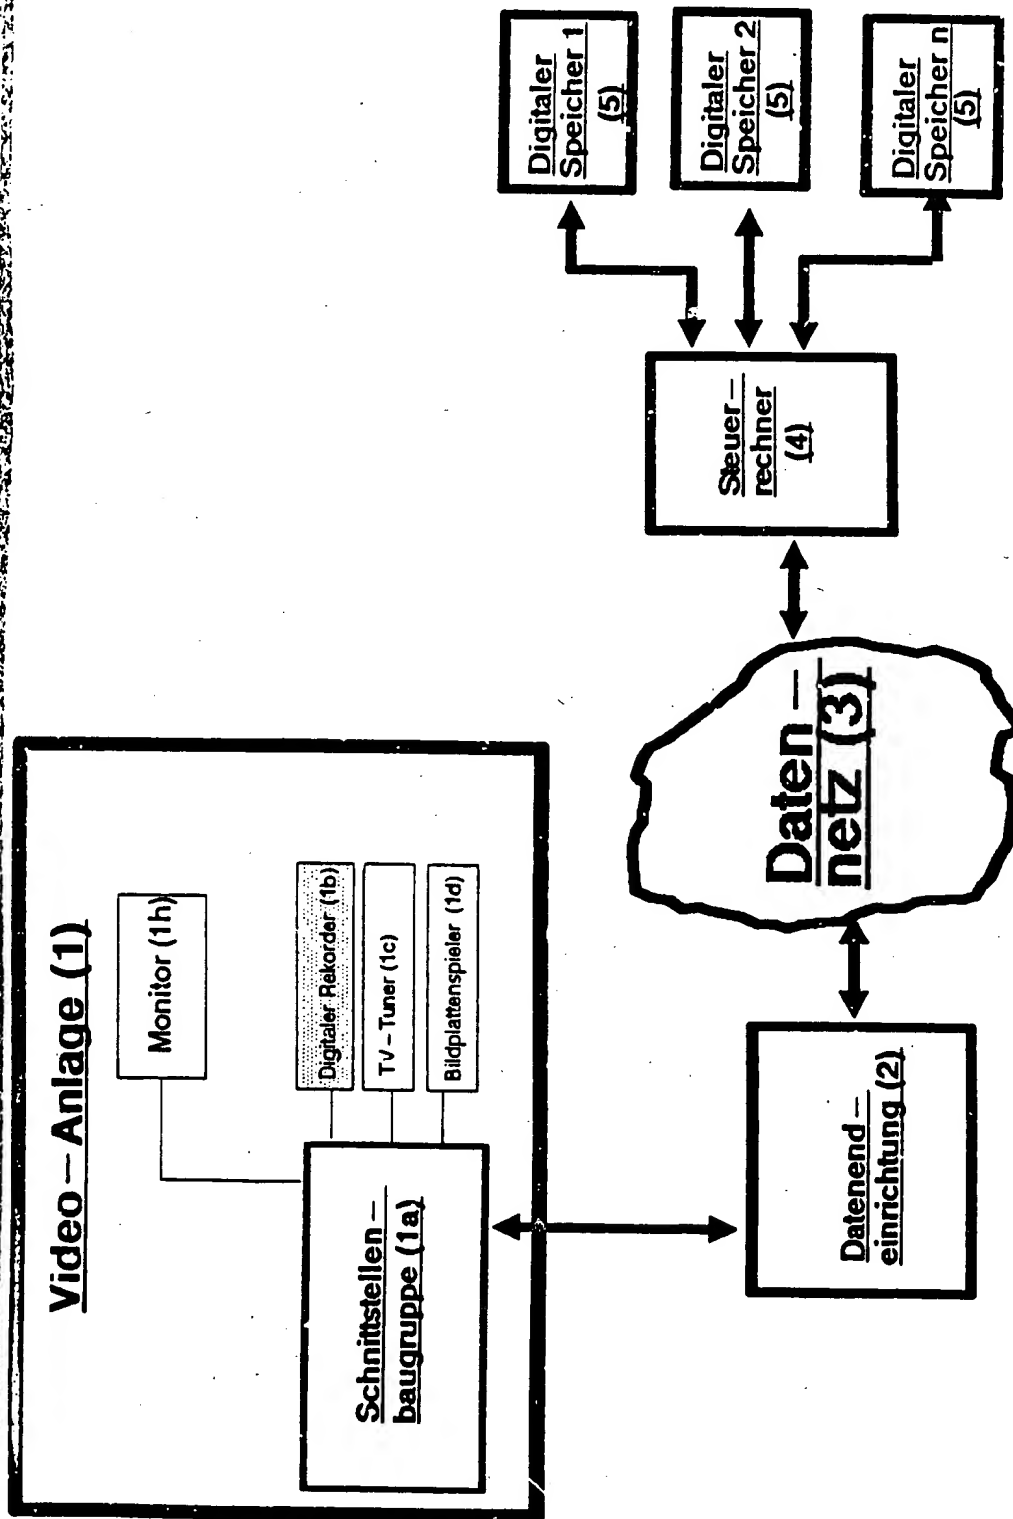 Video–Anlage (1)
Monitor (1h)
Digitaler Rekorder (1b)
TV–Tuner (1c)
Bildplattenspieler (1d)
Schnittstellen–
baugruppe (1a)
Datenend–
einrichtung (2)
Daten–
netz (3)
Steuer–
rechner
(4)
Digitaler
Speicher 1
(5)
Digitaler
Speicher 2
(5)
Digitaler
Speicher n
(5)